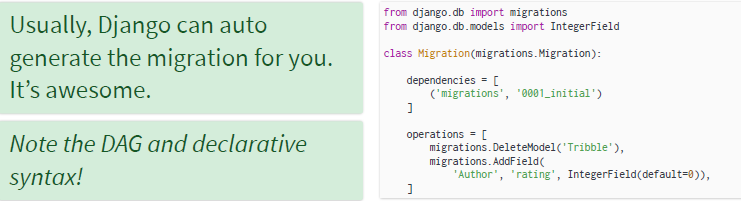 Usually, Django can auto
generate the migration for you.
It’s awesome.
Note the DAG and declarative
syntax!
from django.db import migrations
from django.db.models import IntegerField
class Migration(migrations.Migration):
dependencies = [
('migrations', '0001_initial')
]
operations = [
migrations.DeleteModel('Tribble'),
migrations.AddField(
'Author', 'rating', IntegerField(default=0)),
]